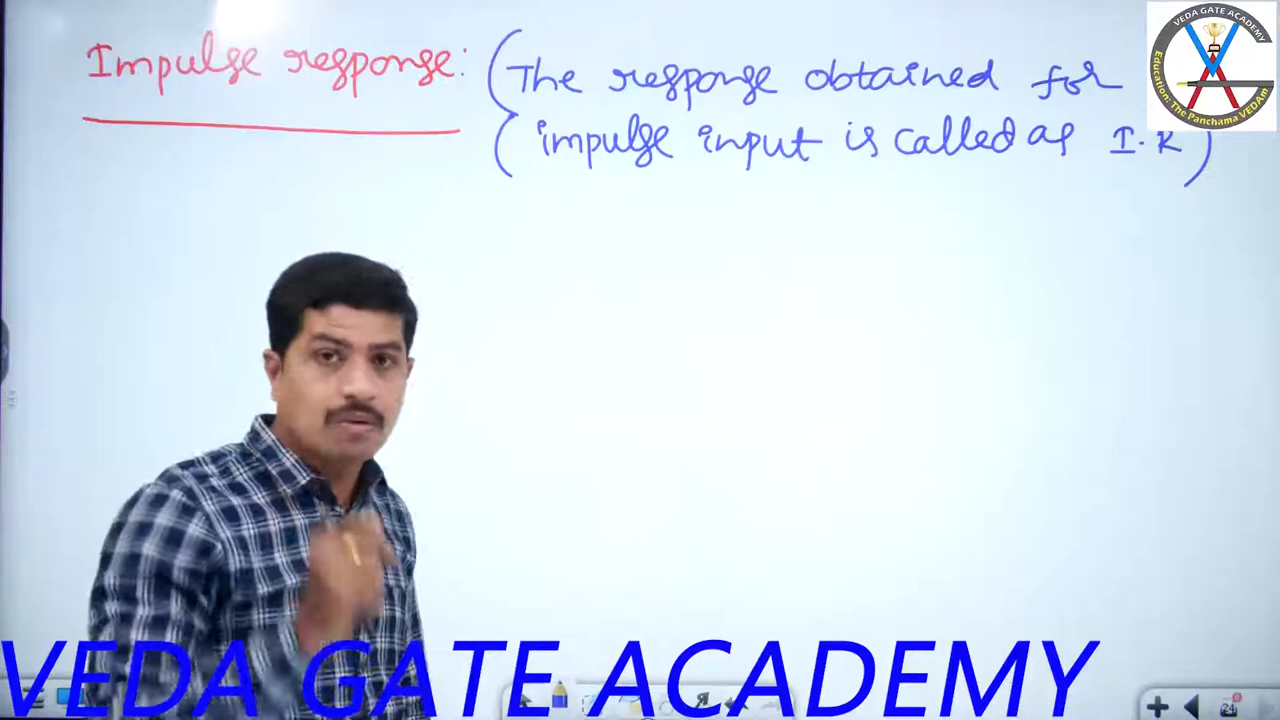 Impulse response: (The response obtained for
(impulse input is called as I.R)
VEDA GATE ACADEMY
Education: The Panchama VEDAm
VEDA GATE ACADEMY
24